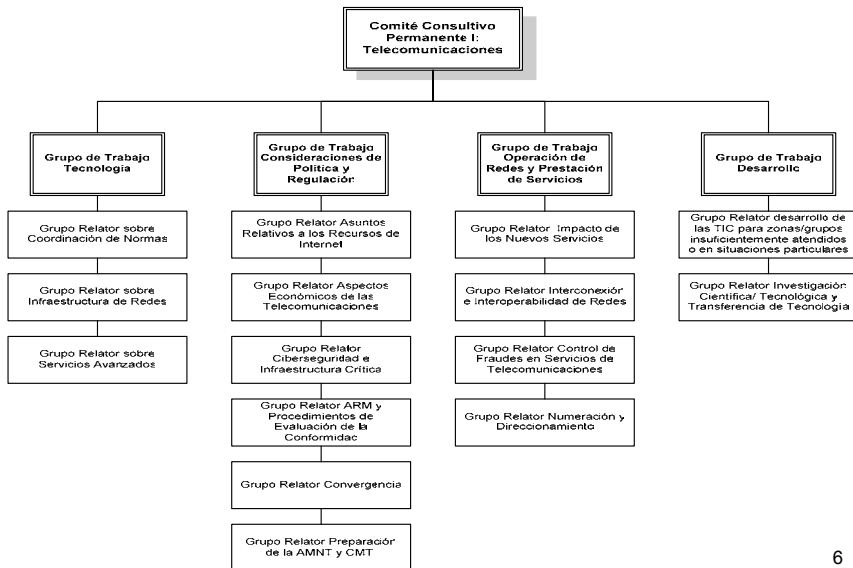 Comité Consultivo
Permanente I:
Telecomunicaciones
Grupo de Trabajo
Tecnología
Grupo Relator sobre
Coordinación de Normas
Grupo Relator sobre
Infraestructura de Redes
Grupo Relator sobre
Servicios Avanzados
Grupo de Trabajo
Consideraciones de
Política y
Regulación
Grupo Relator Asuntos
Relativos a los Recursos de
Internet
Grupo Relator Aspectos
Económicos de las
Telecomunicaciones
Grupo Relator
Ciberseguridad e
Infraestructura Crítica
Grupo Relator ARM y
Procedimientos de
Evaluación de la
Conformidad
Grupo Relator Convergencia
Grupo Relator Preparación
de la AMNT y CMT
Grupo de Trabajo
Operación de
Redes y Prestación
de Servicios
Grupo Relator Impacto de
los Nuevos Servicios
Grupo Relator Interconexión
e Interoperabilidad de Redes
Grupo Relator Control de
Fraudes en Servicios de
Telecomunicaciones
Grupo Relator Numeración y
Direccionamiento
Grupo de Trabajo
Desarrollo
Grupo Relator desarrollo de
las TIC para zonas/grupos
insuficientemente atendidos
o en situaciones particulares
Grupo Relator Investigación
Científica/ Tecnológica y
Transferencia de Tecnología
6